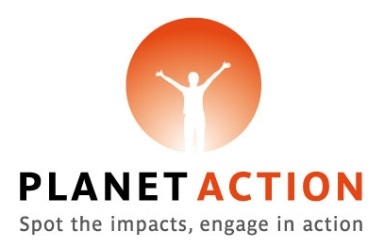 PLANET ACTION
Spot the impacts, engage in action